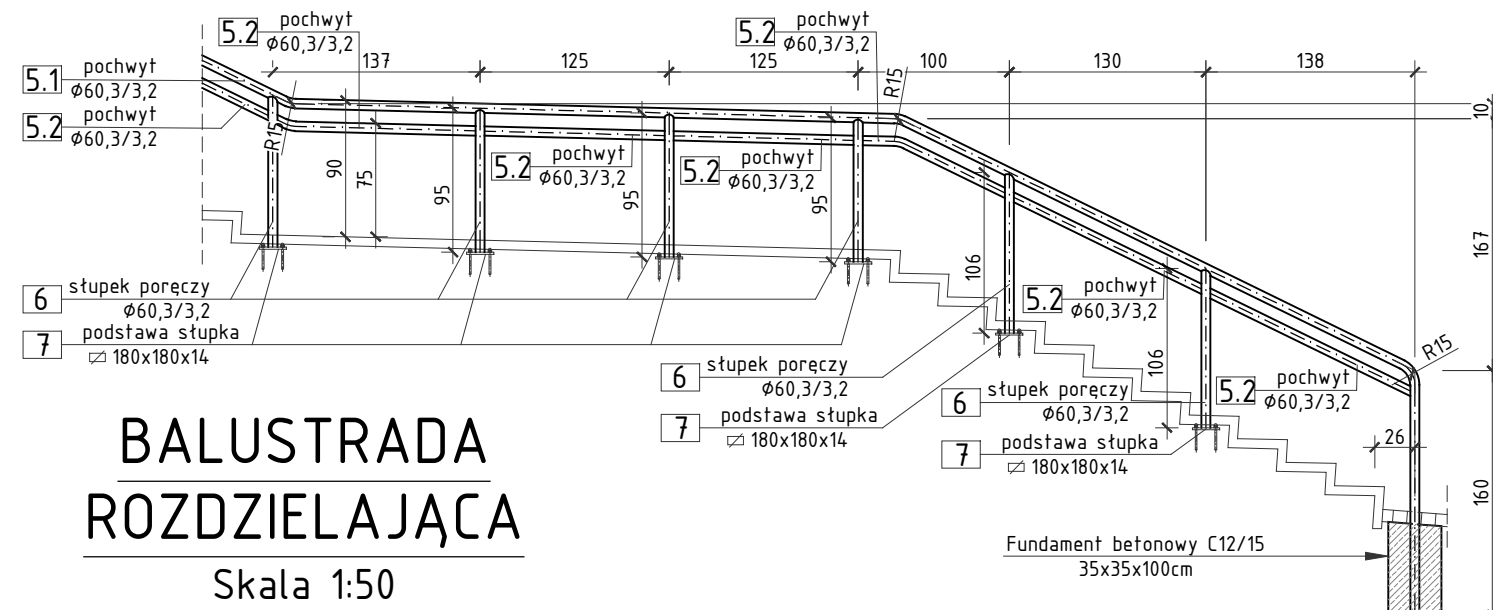 5.2 pochwyt
Φ60,3/3,2
5.2 pochwyt
Φ60,3/3,2
137 125 125 100 130 138
5.1 pochwyt
Φ60,3/3,2
5.2 pochwyt
Φ60,3/3,2
R15
R15
10
90
75
95
95
95
5.2 pochwyt
Φ60,3/3,2
5.2 pochwyt
Φ60,3/3,2
167
106
6 słupek poręczy
Φ60,3/3,2
7 podstawa słupka
180x180x14
5.2 pochwyt
Φ60,3/3,2
106
R15
6 słupek poręczy
Φ60,3/3,2
7 podstawa słupka
180x180x14
5.2 pochwyt
Φ60,3/3,2
6 słupek poręczy
Φ60,3/3,2
7 podstawa słupka
180x180x14
26
160
BALUSTRADA
ROZDZIELAJĄCA
Skala 1:50
Fundament betonowy C12/15
35x35x100cm